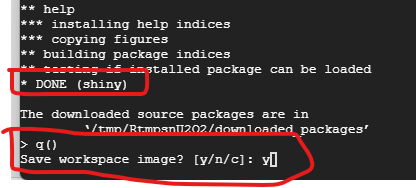 ** help
*** installing help indices
*** copying figures
** building package indices
** testing if installed package can be loaded
* DONE (shiny)
The downloaded source packages are in
‘/tmp/RtmpspU2O2/downloaded_packages’
> q()
Save workspace image? [y/n/c]: y